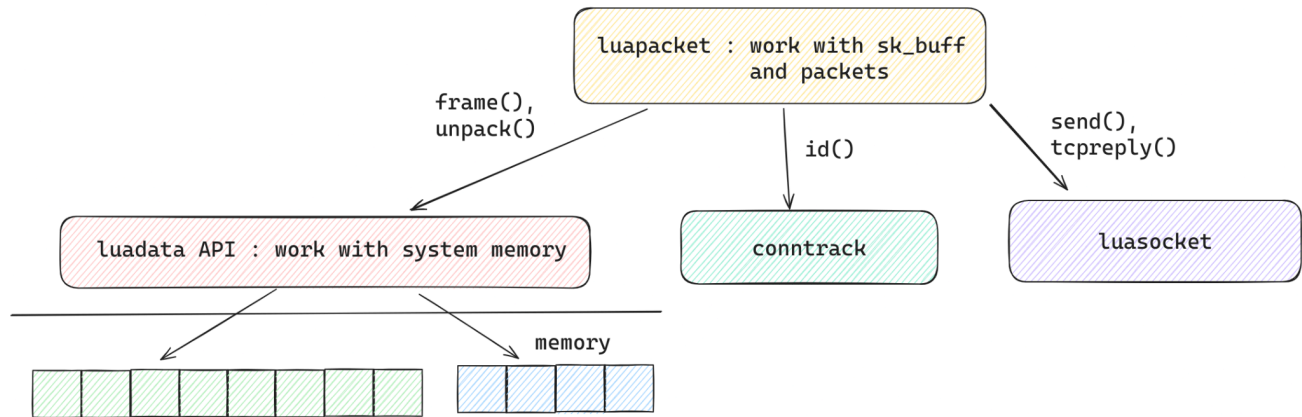 luapacket : work with sk_buff
and packets
frame(),
unpack()
id()
send(),
tcpreply()
luadata API : work with system memory
conntrack
luasocket
memory